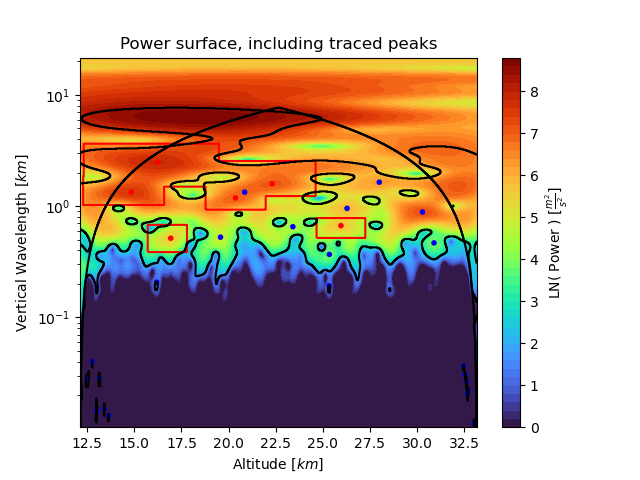 Power surface, including traced peaks
Vertical Wavelength [km]
10¹
10⁰
10⁻¹
12.5 15.0 17.5 20.0 22.5 25.0 27.5 30.0 32.5
Altitude [km]
8
7
6
5
4
3
2
1
0
LN( Power ) [m²/s²]